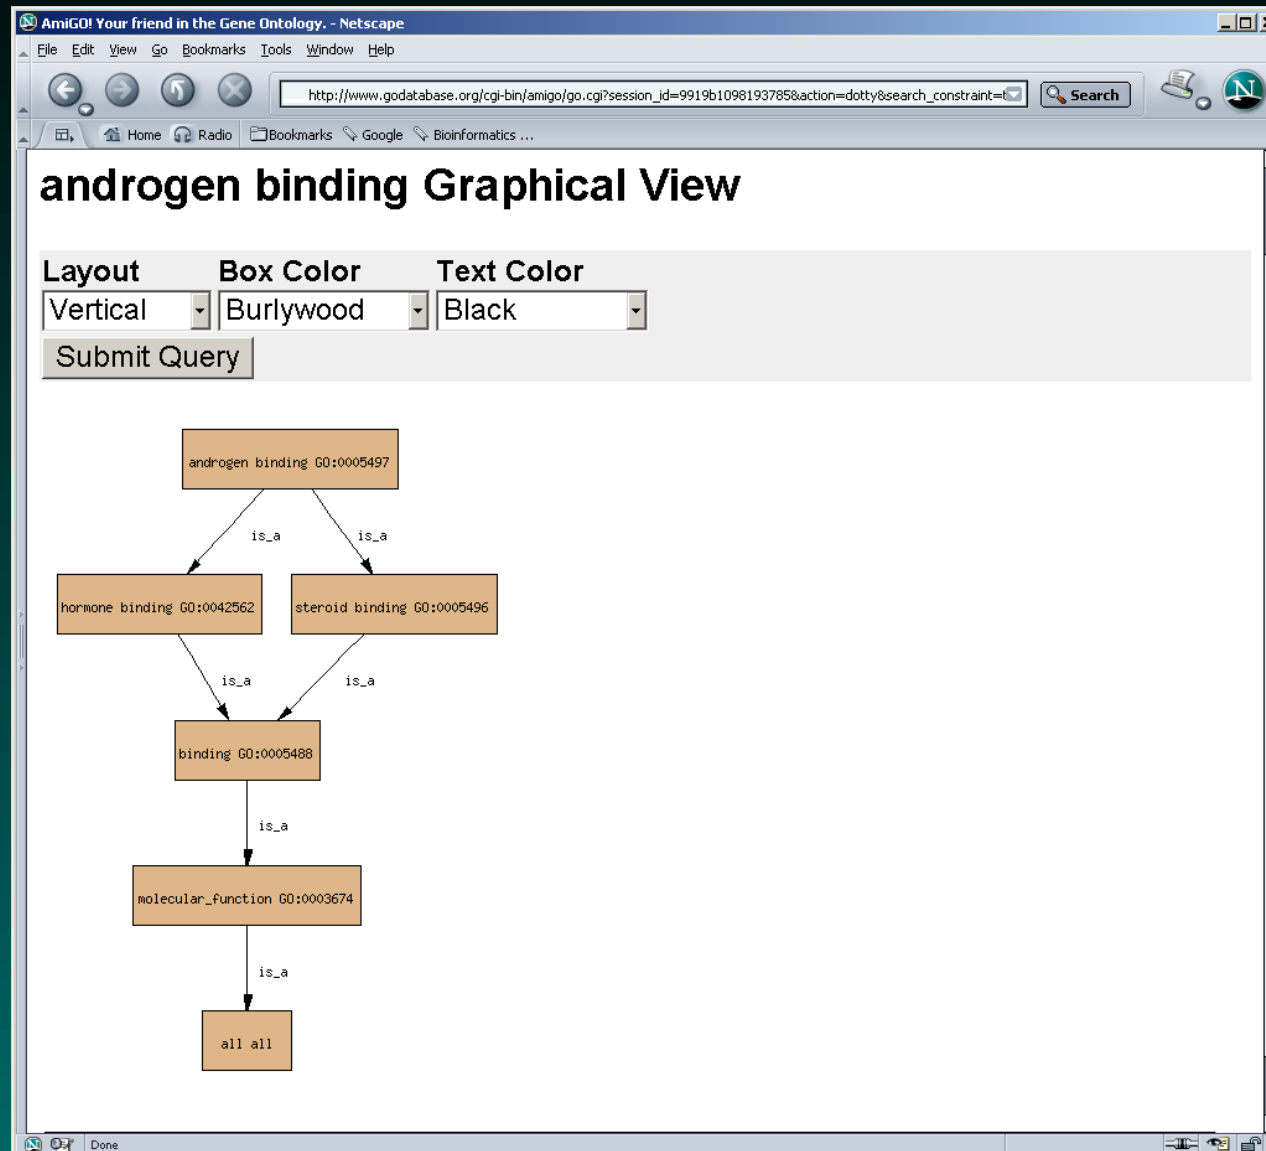 AmiGO! Your friend in the Gene Ontology. - Netscape
File Edit View Go Bookmarks Tools Window Help
http://www.godatabase.org/cgi-bin/amigo/go.cgi?session_id=9919b1098193785&action=dotty&search_constraint=t
Search
N
Home Radio Bookmarks Google Bioinformatics ...
androgen binding Graphical View
Layout Box Color Text Color
Vertical Burlywood Black
Submit Query
androgen binding GO:0005497
is_a is_a
hormone binding GO:0042562 steroid binding GO:0005496
is_a is_a
binding GO:0005488
is_a
molecular_function GO:0003674
is_a
all all
Done